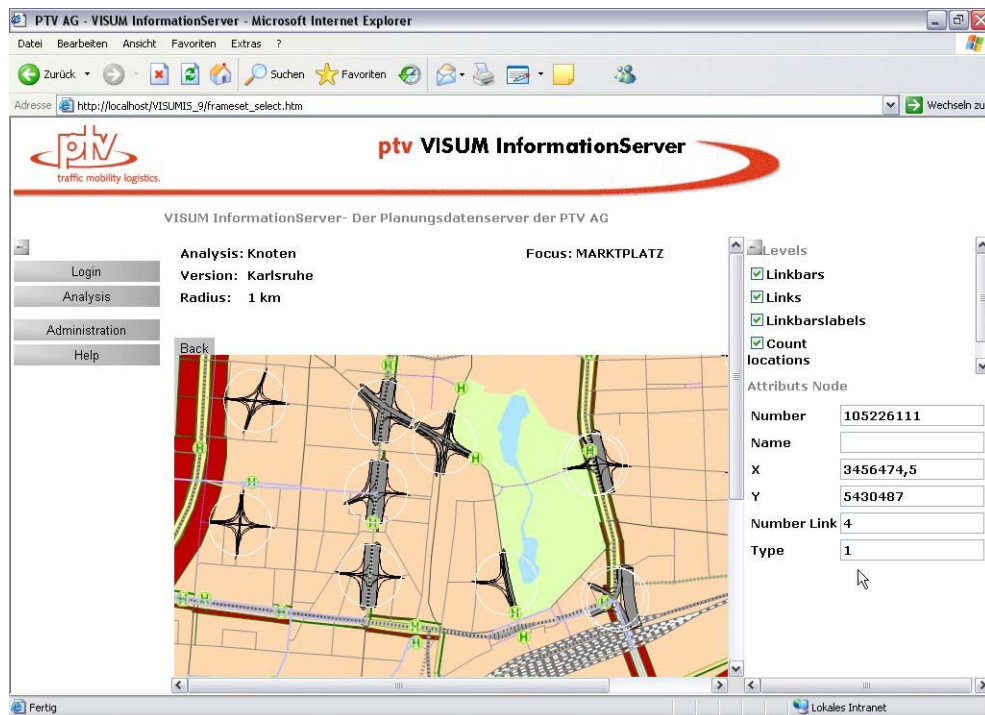 PTV AG - VISUM InformationServer - Microsoft Internet Explorer
Datei Bearbeiten Ansicht Favoriten Extras ?
Zurück Suchen Favoriten
Adresse http://localhost/VISUMIS_9/frameset_select.htm Wechseln zu
ptv
traffic mobility logistics.
ptv VISUM InformationServer
VISUM InformationServer- Der Planungsdatenserver der PTV AG
Login
Analysis
Administration
Help
Analysis: Knoten Focus: MARKTPLATZ
Version: Karlsruhe
Radius: 1 km
Back
H
H
H
H
H
H
H
H
H
H
H
H
H
H
Levels
Linkbars
Links
Linkbarslabels
Count
locations
Attributs Node
Number 105226111
Name
X 3456474,5
Y 5430487
Number Link 4
Type 1
Fertig Lokales Intranet